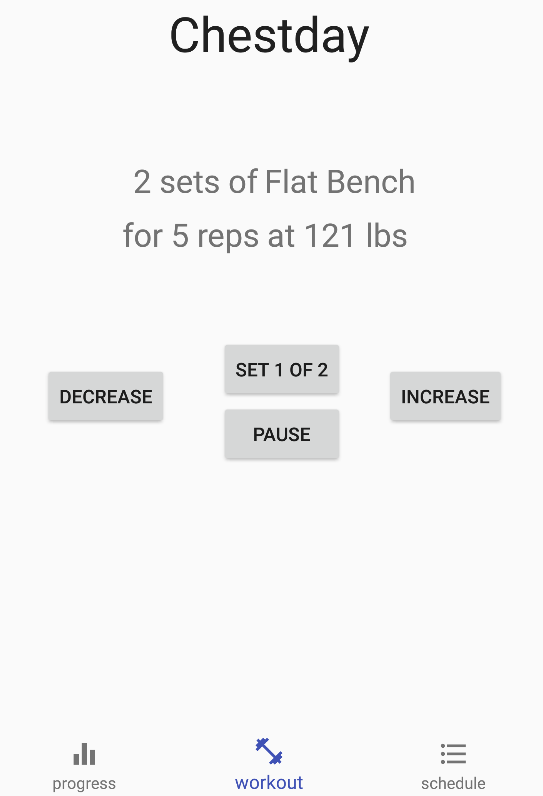 Chestday
2 sets of Flat Bench
for 5 reps at 121 lbs
SET 1 OF 2
DECREASE
INCREASE
PAUSE
progress
workout
schedule